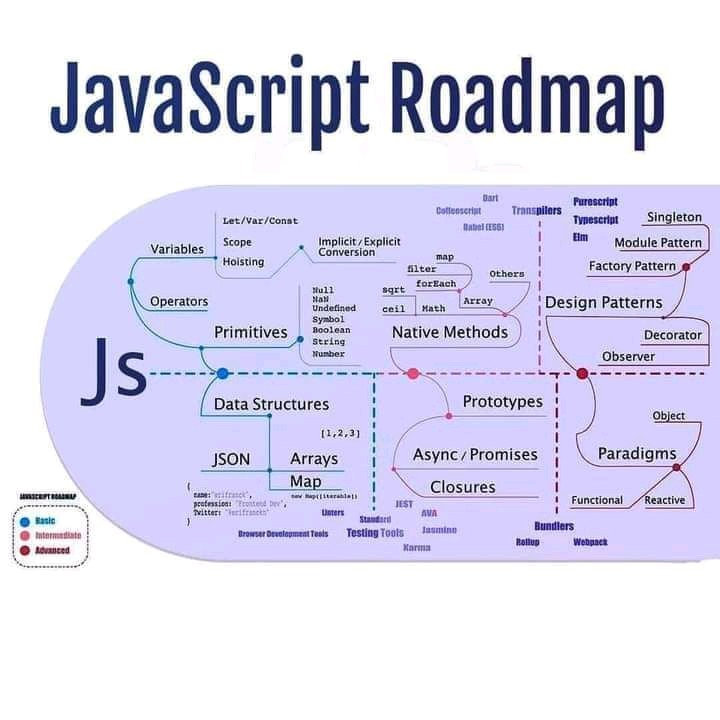 JavaScript Roadmap
Js
Variables
Let/Var/Const
Scope
Hoisting
Implicit/Explicit
Conversion
Operators
Primitives
Null
NaN
Undefined
Symbol
Boolean
String
Number
Data Structures
[1,2,3]
JSON
Arrays
Map
new Map([iterable])
{
name:"erifranck",
profession: "Frontend Dev",
Twitter: "@erifranckn"
}
Browser Development Tools
Linters
Standard
Testing Tools
JEST
AVA
Jasmine
Karma
Dart
Coffeescript
Transpilers
Babel (ES6)
Purescript
Typescript
Elm
map
filter
forEach
Others
sqrt
ceil
Math
Array
Native Methods
Prototypes
Async/Promises
Closures
Singleton
Module Pattern
Factory Pattern
Design Patterns
Decorator
Observer
Object
Paradigms
Functional
Reactive
Bundlers
Rollup
Webpack
JAVASCRIPT ROADMAP
Basic
Intermediate
Advanced